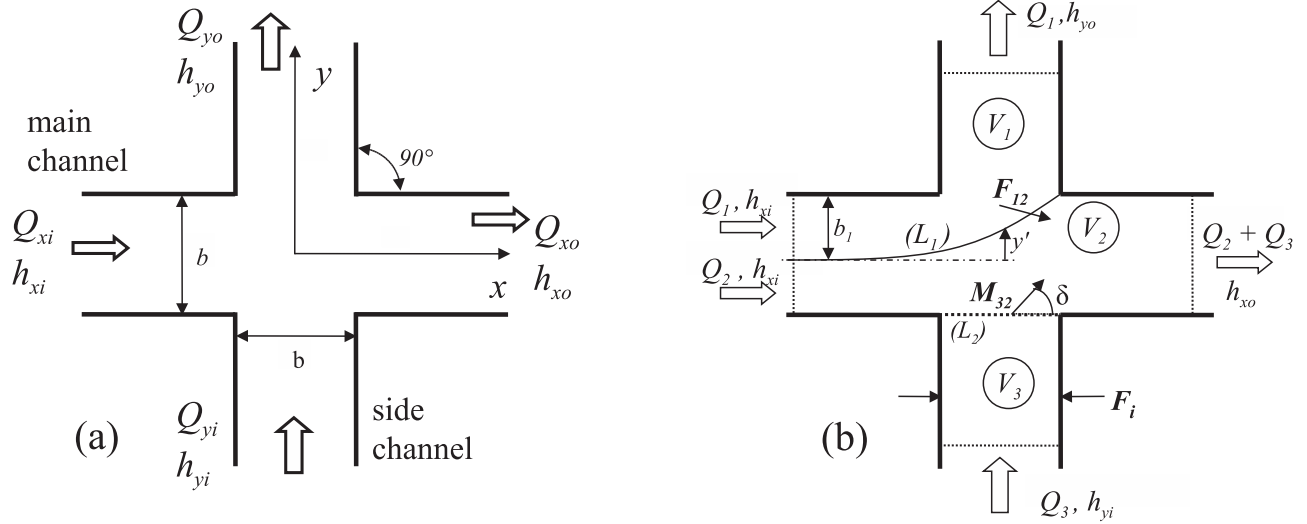 Q_yo
h_yo
y
main
channel
90°
Q_xi
h_xi
b
Q_xo
h_xo
x
b
(a)
Q_yi
h_yi
side
channel
Q_1, h_yo
V_1
F_12
Q_1, h_xi
b_1
(L_1)
y'
V_2
Q_2 + Q_3
h_xo
Q_2, h_xi
M_32
δ
(L_2)
V_3
F_i
(b)
Q_3, h_yi